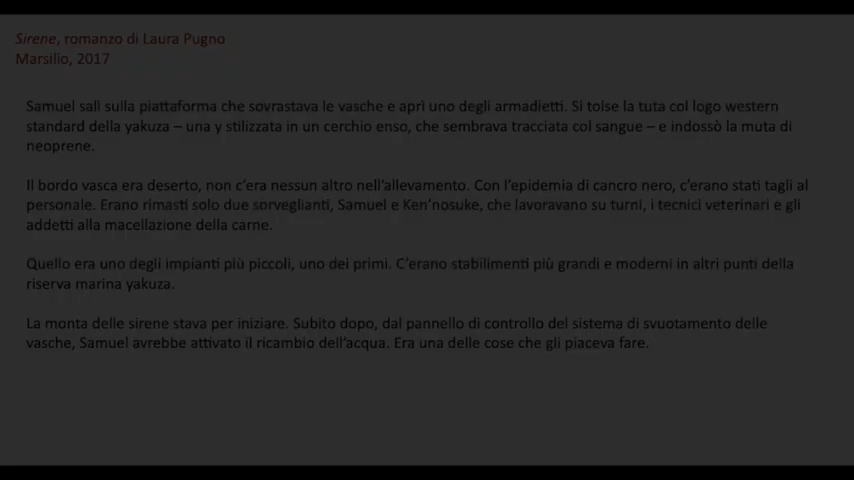 Sirene, romanzo di Laura Pugno
Marsilio, 2017
Samuel salì sulla piattaforma che sovrastava le vasche e aprì uno degli armadietti. Si tolse la tuta col logo western
standard della yakuza – una y stilizzata in un cerchio enso, che sembrava tracciata col sangue – e indossò la muta di
neoprene.
Il bordo vasca era deserto, non c'era nessun altro nell'allevamento. Con l'epidemia di cancro nero, c'erano stati tagli al
personale. Erano rimasti solo due sorveglianti, Samuel e Ken'nosuke, che lavoravano su turni, i tecnici veterinari e gli
addetti alla macellazione della carne.
Quello era uno degli impianti più piccoli, uno dei primi. C'erano stabilimenti più grandi e moderni in altri punti della
riserva marina yakuza.
La monta delle sirene stava per iniziare. Subito dopo, dal pannello di controllo del sistema di svuotamento delle
vasche, Samuel avrebbe attivato il ricambio dell'acqua. Era una delle cose che gli piaceva fare.